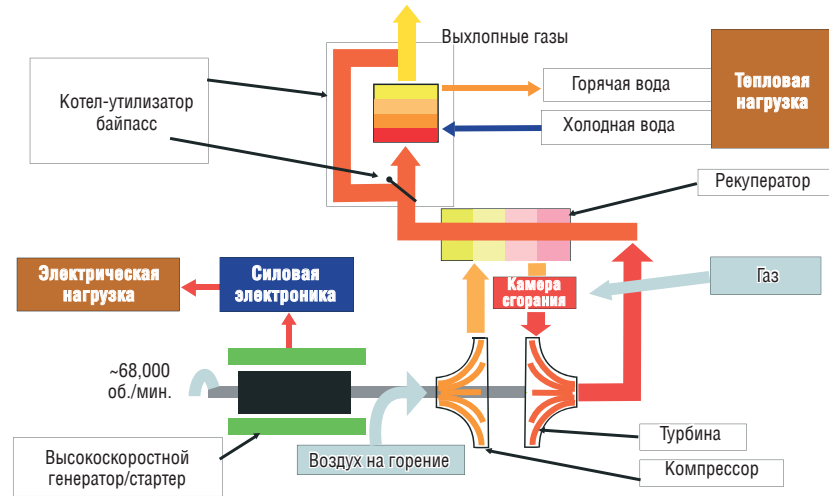 Выхлопные газы
Котел-утилизатор
байпасс
Горячая вода
Холодная вода
Тепловая
нагрузка
Рекуператор
Электрическая
нагрузка
Силовая
электроника
Камера
сгорания
Газ
~68,000
об./мин.
Высокоскоростной
генератор/стартер
Воздух на горение
Турбина
Компрессор